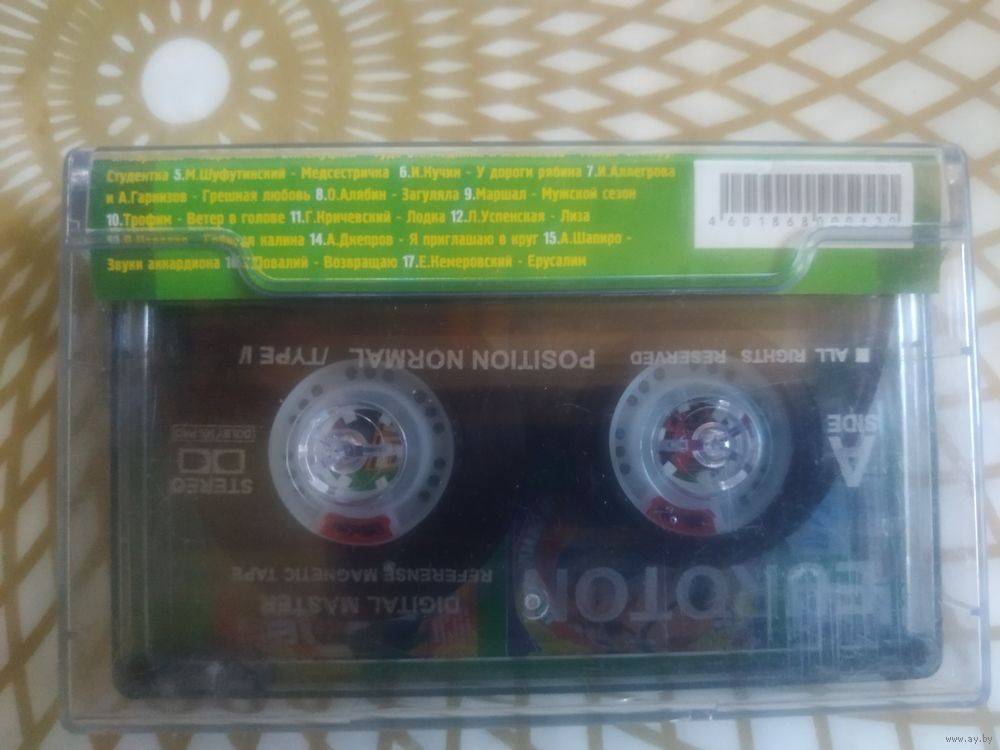 Студентка 5.М.Шуфутинский - Медсестричка 6.И.Кучин - У дороги рябина 7.И.Аллегрова
и А.Гарнизов - Грешная любовь 8.О.Алябин - Загуляла 9.Маршал - Мужской сезон
10.Трофим - Ветер в голове 11.Г.Кричевский - Лодка 12.Л.Успенская - Лиза
калина 14.А.Днепров - Я приглашаю в круг 15.А.Шапиро -
Звуки аккардиона - Возвращаю 17.Е.Кемеровский - Ерусалим
4 601868 000520
ALL RIGHTS RESERVED POSITION NORMAL /TYPE I/
SIDE
A
STEREO
REFERENSE MAGNETIC TAPE
DIGITAL MASTER
EUROTON
www.ay.by